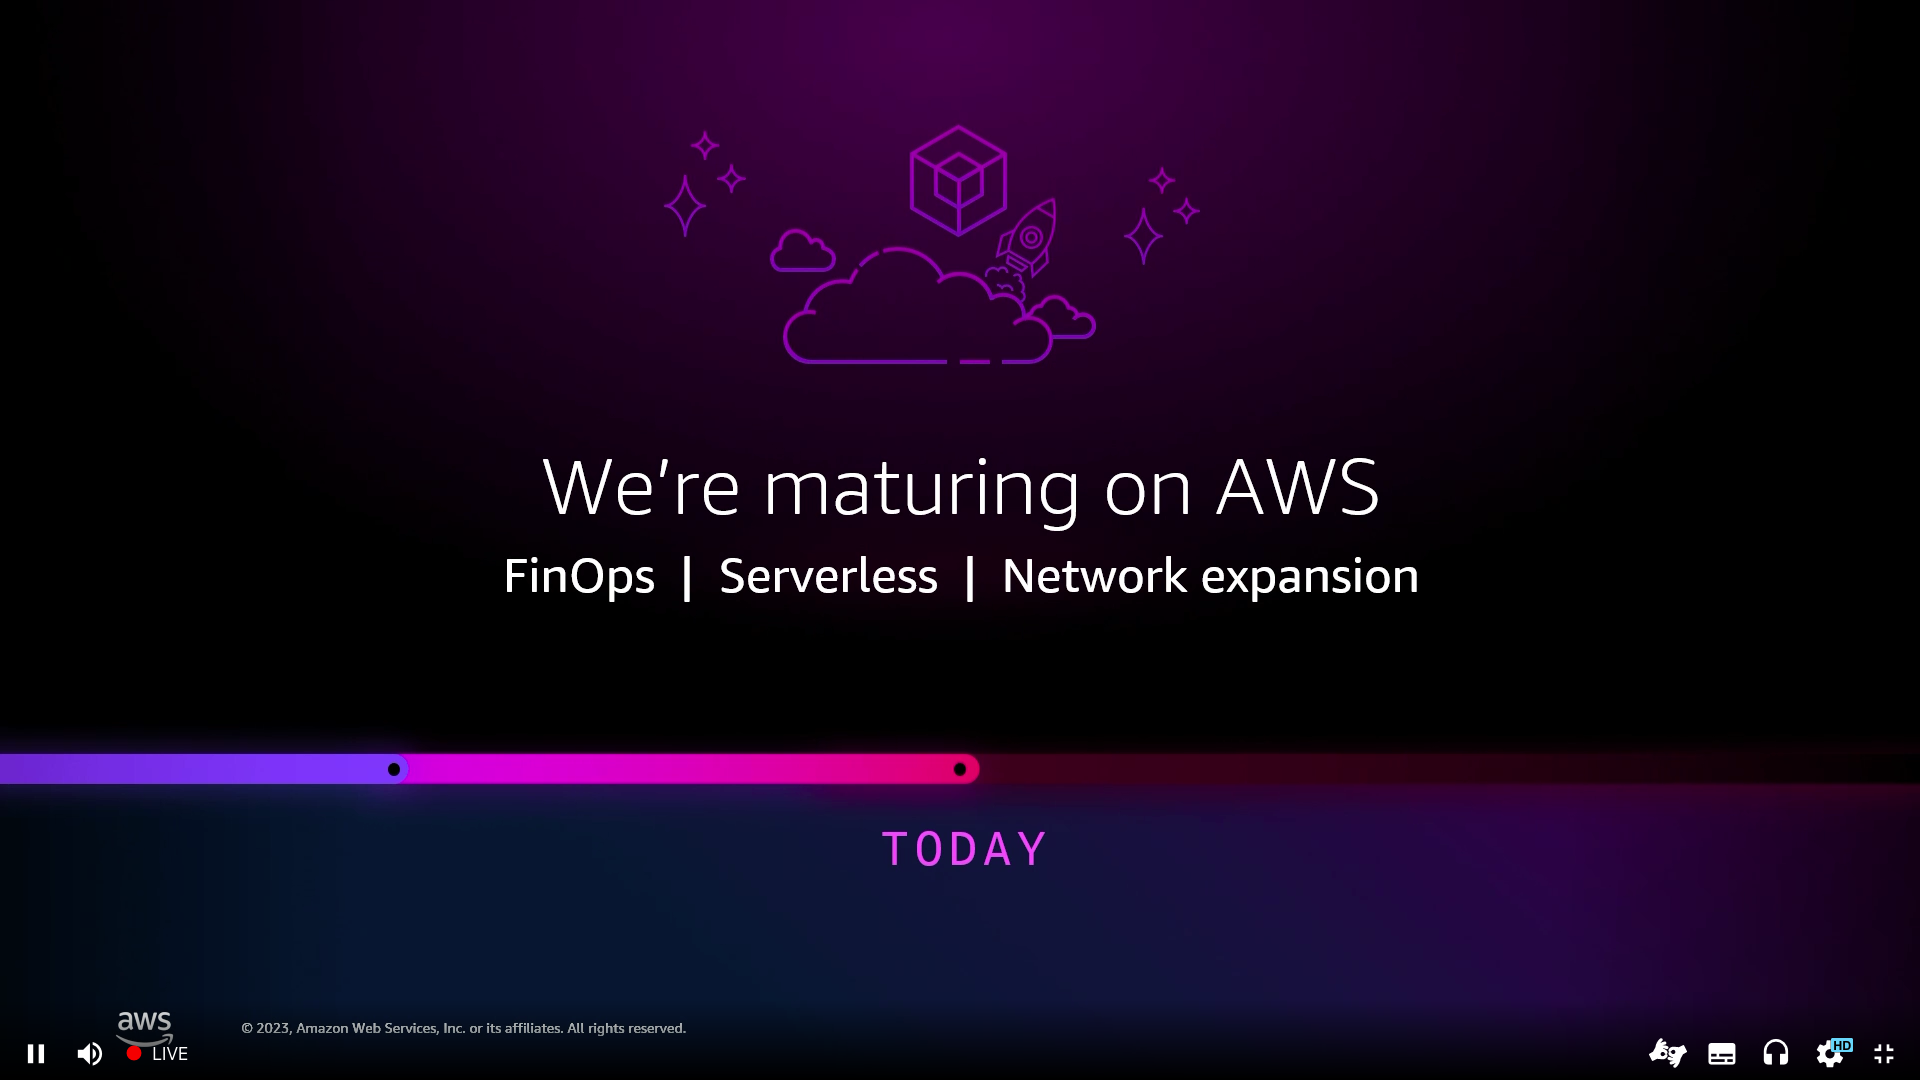 We're maturing on AWS
FinOps | Serverless | Network expansion
TODAY
aws
© 2023, Amazon Web Services, Inc. or its affiliates. All rights reserved.
LIVE
HD